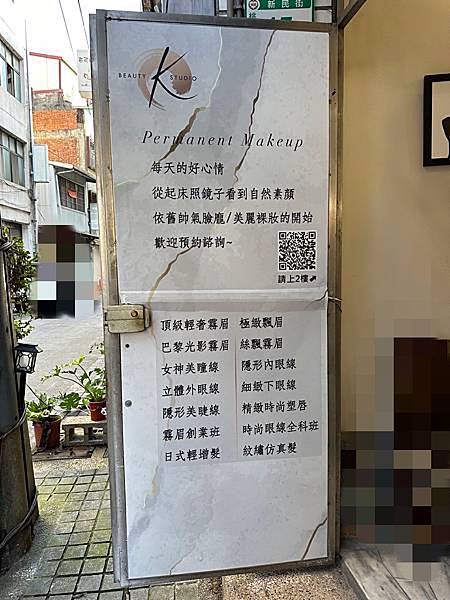 新民街
BEAUTY K STUDIO
Permanent Makeup
每天的好心情
從起床照鏡子看到自然素顏
依舊帥氣臉龐/美麗裸妝的開始
歡迎預約諮詢~
請上2樓
頂級輕奢霧眉 極緻飄眉
巴黎光影霧眉 絲飄霧眉
女神美瞳線 隱形內眼線
立體外眼線 細緻下眼線
隱形美睫線 精緻時尚塑唇
霧眉創業班 時尚眼線全科班
日式輕增髮 紋繡仿真髮